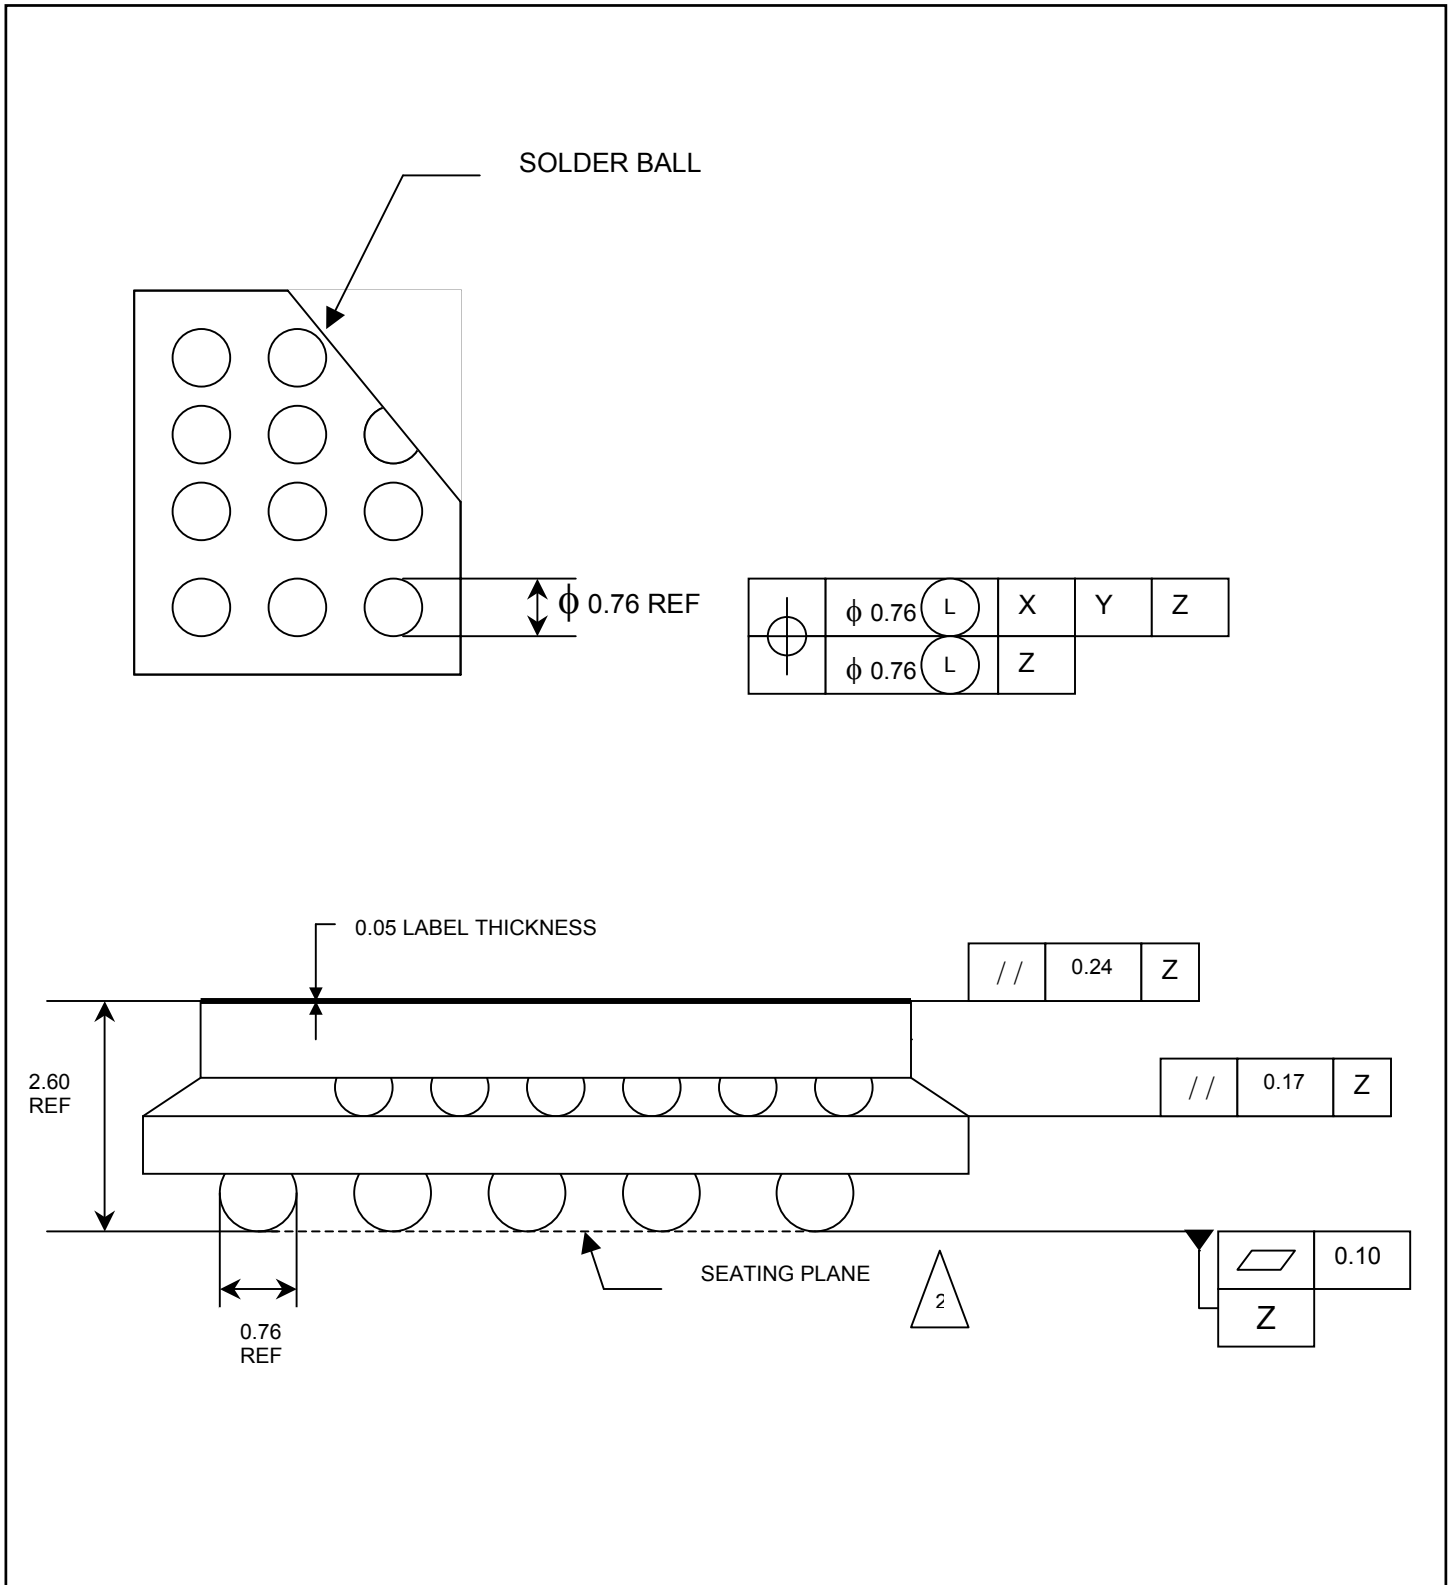 SOLDER BALL
ϕ 0.76 REF
ϕ 0.76 L X Y Z
ϕ 0.76 L Z
0.05 LABEL THICKNESS
// 0.24 Z
2.60
REF
// 0.17 Z
SEATING PLANE
2
0.10
Z
0.76
REF